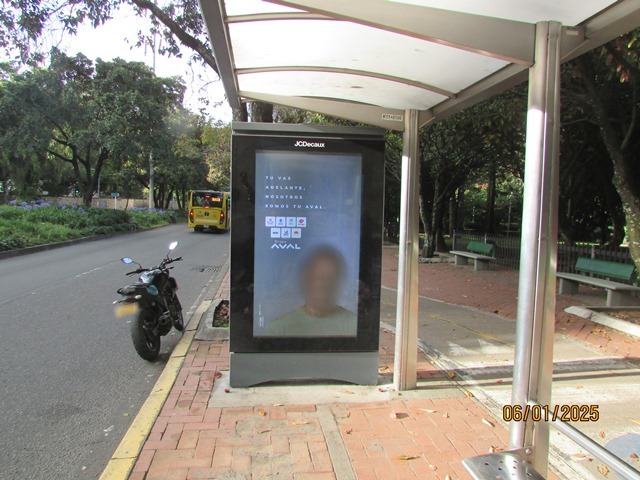 JCDecaux
TU VAS
ADELANTE,
NOSOTROS
SOMOS TU AVAL.
AVAL
06/01/2025